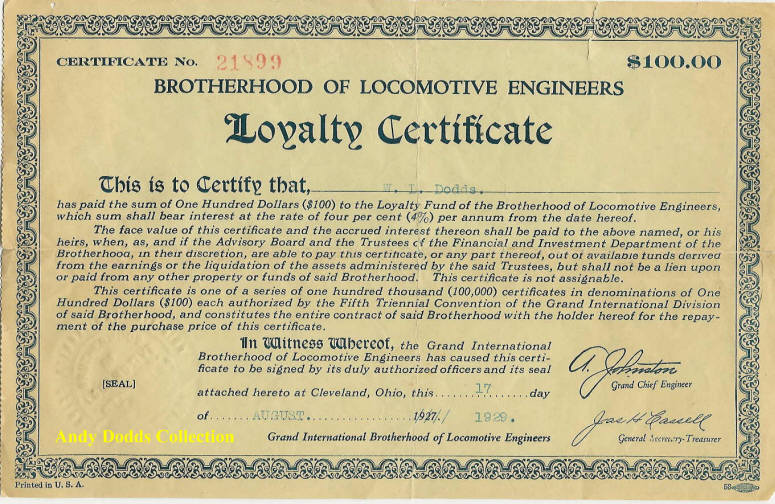 CERTIFICATE No. 21899 $100.00
BROTHERHOOD OF LOCOMOTIVE ENGINEERS
Loyalty Certificate
This is to Certify that, W. L. Dodds.
has paid the sum of One Hundred Dollars ($100) to the Loyalty Fund of the Brotherhood of Locomotive Engineers,
which sum shall bear interest at the rate of four per cent (4%) per annum from the date hereof.
The face value of this certificate and the accrued interest thereon shall be paid to the above named, or his
heirs, when, as, and if the Advisory Board and the Trustees of the Financial and Investment Department of the
Brotherhood, in their discretion, are able to pay this certificate, or any part thereof, out of available funds derived
from the earnings or the liquidation of the assets administered by the said Trustees, but shall not be a lien upon
or paid from any other property or funds of said Brotherhood. This certificate is not assignable.
This certificate is one of a series of one hundred thousand (100,000) certificates in denominations of One
Hundred Dollars ($100) each authorized by the Fifth Triennial Convention of the Grand International Division
of said Brotherhood, and constitutes the entire contract of said Brotherhood with the holder hereof for the repay-
ment of the purchase price of this certificate.
In Witness Whereof, the Grand International
Brotherhood of Locomotive Engineers has caused this certi-
ficate to be signed by its duly authorized officers and its seal
[SEAL]
attached hereto at Cleveland, Ohio, this 17 day
of AUGUST. 1927./ 1929.
Grand International Brotherhood of Locomotive Engineers
A. Johnston
Grand Chief Engineer
Jas H Cassell
General Secretary-Treasurer
Andy Dodds Collection
Printed in U. S. A.
53